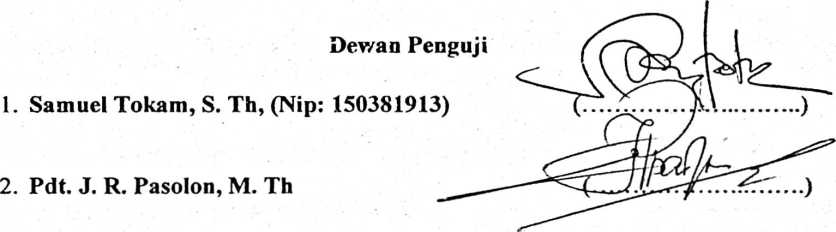 Dewan Penguji
1. Samuel Tokam, S. Th, (Nip: 150381913) (........................)
2. Pdt. J. R. Pasolon, M. Th (........................)